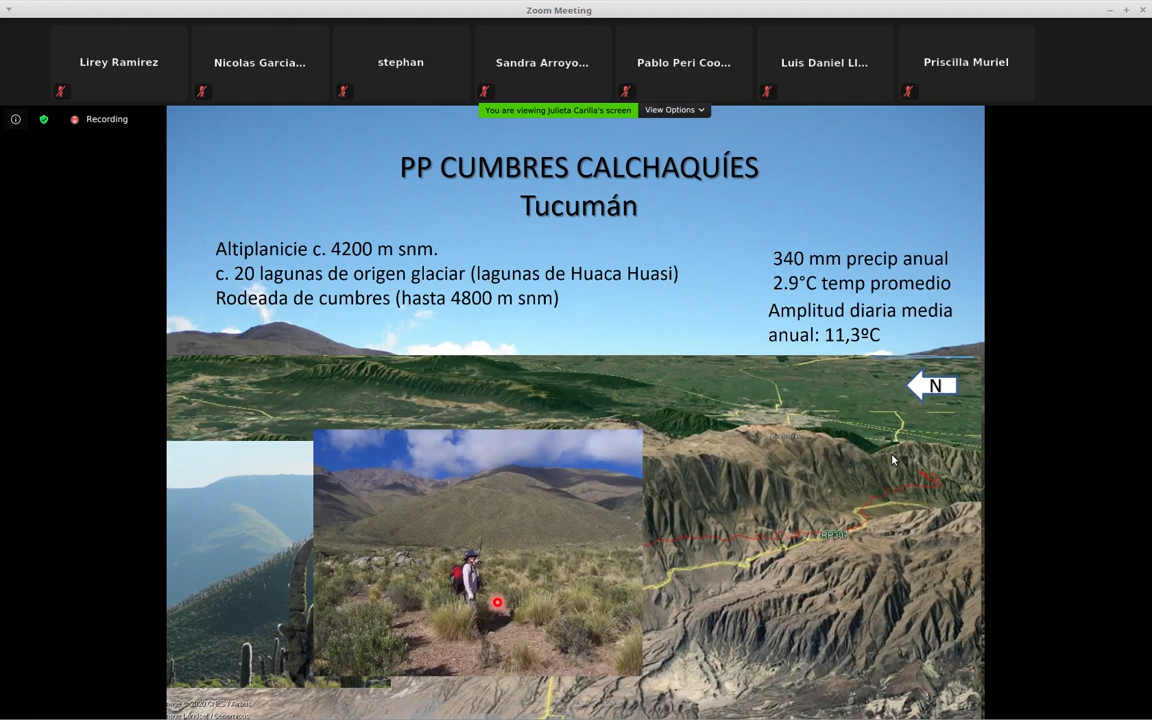 Zoom Meeting
Lirey Ramirez
Nicolas Garcia...
stephan
Sandra Arroyo...
Pablo Peri Coo...
Luis Daniel Ll...
Priscilla Muriel
You are viewing Julieta Carilla's screen
View Options
Recording
PP CUMBRES CALCHAQUÍES
Tucumán
Altiplanicie c. 4200 m snm.
c. 20 lagunas de origen glaciar (lagunas de Huaca Huasi)
Rodeada de cumbres (hasta 4800 m snm)
340 mm precip anual
2.9°C temp promedio
Amplitud diaria media
anual: 11,3ºC
N
RP307